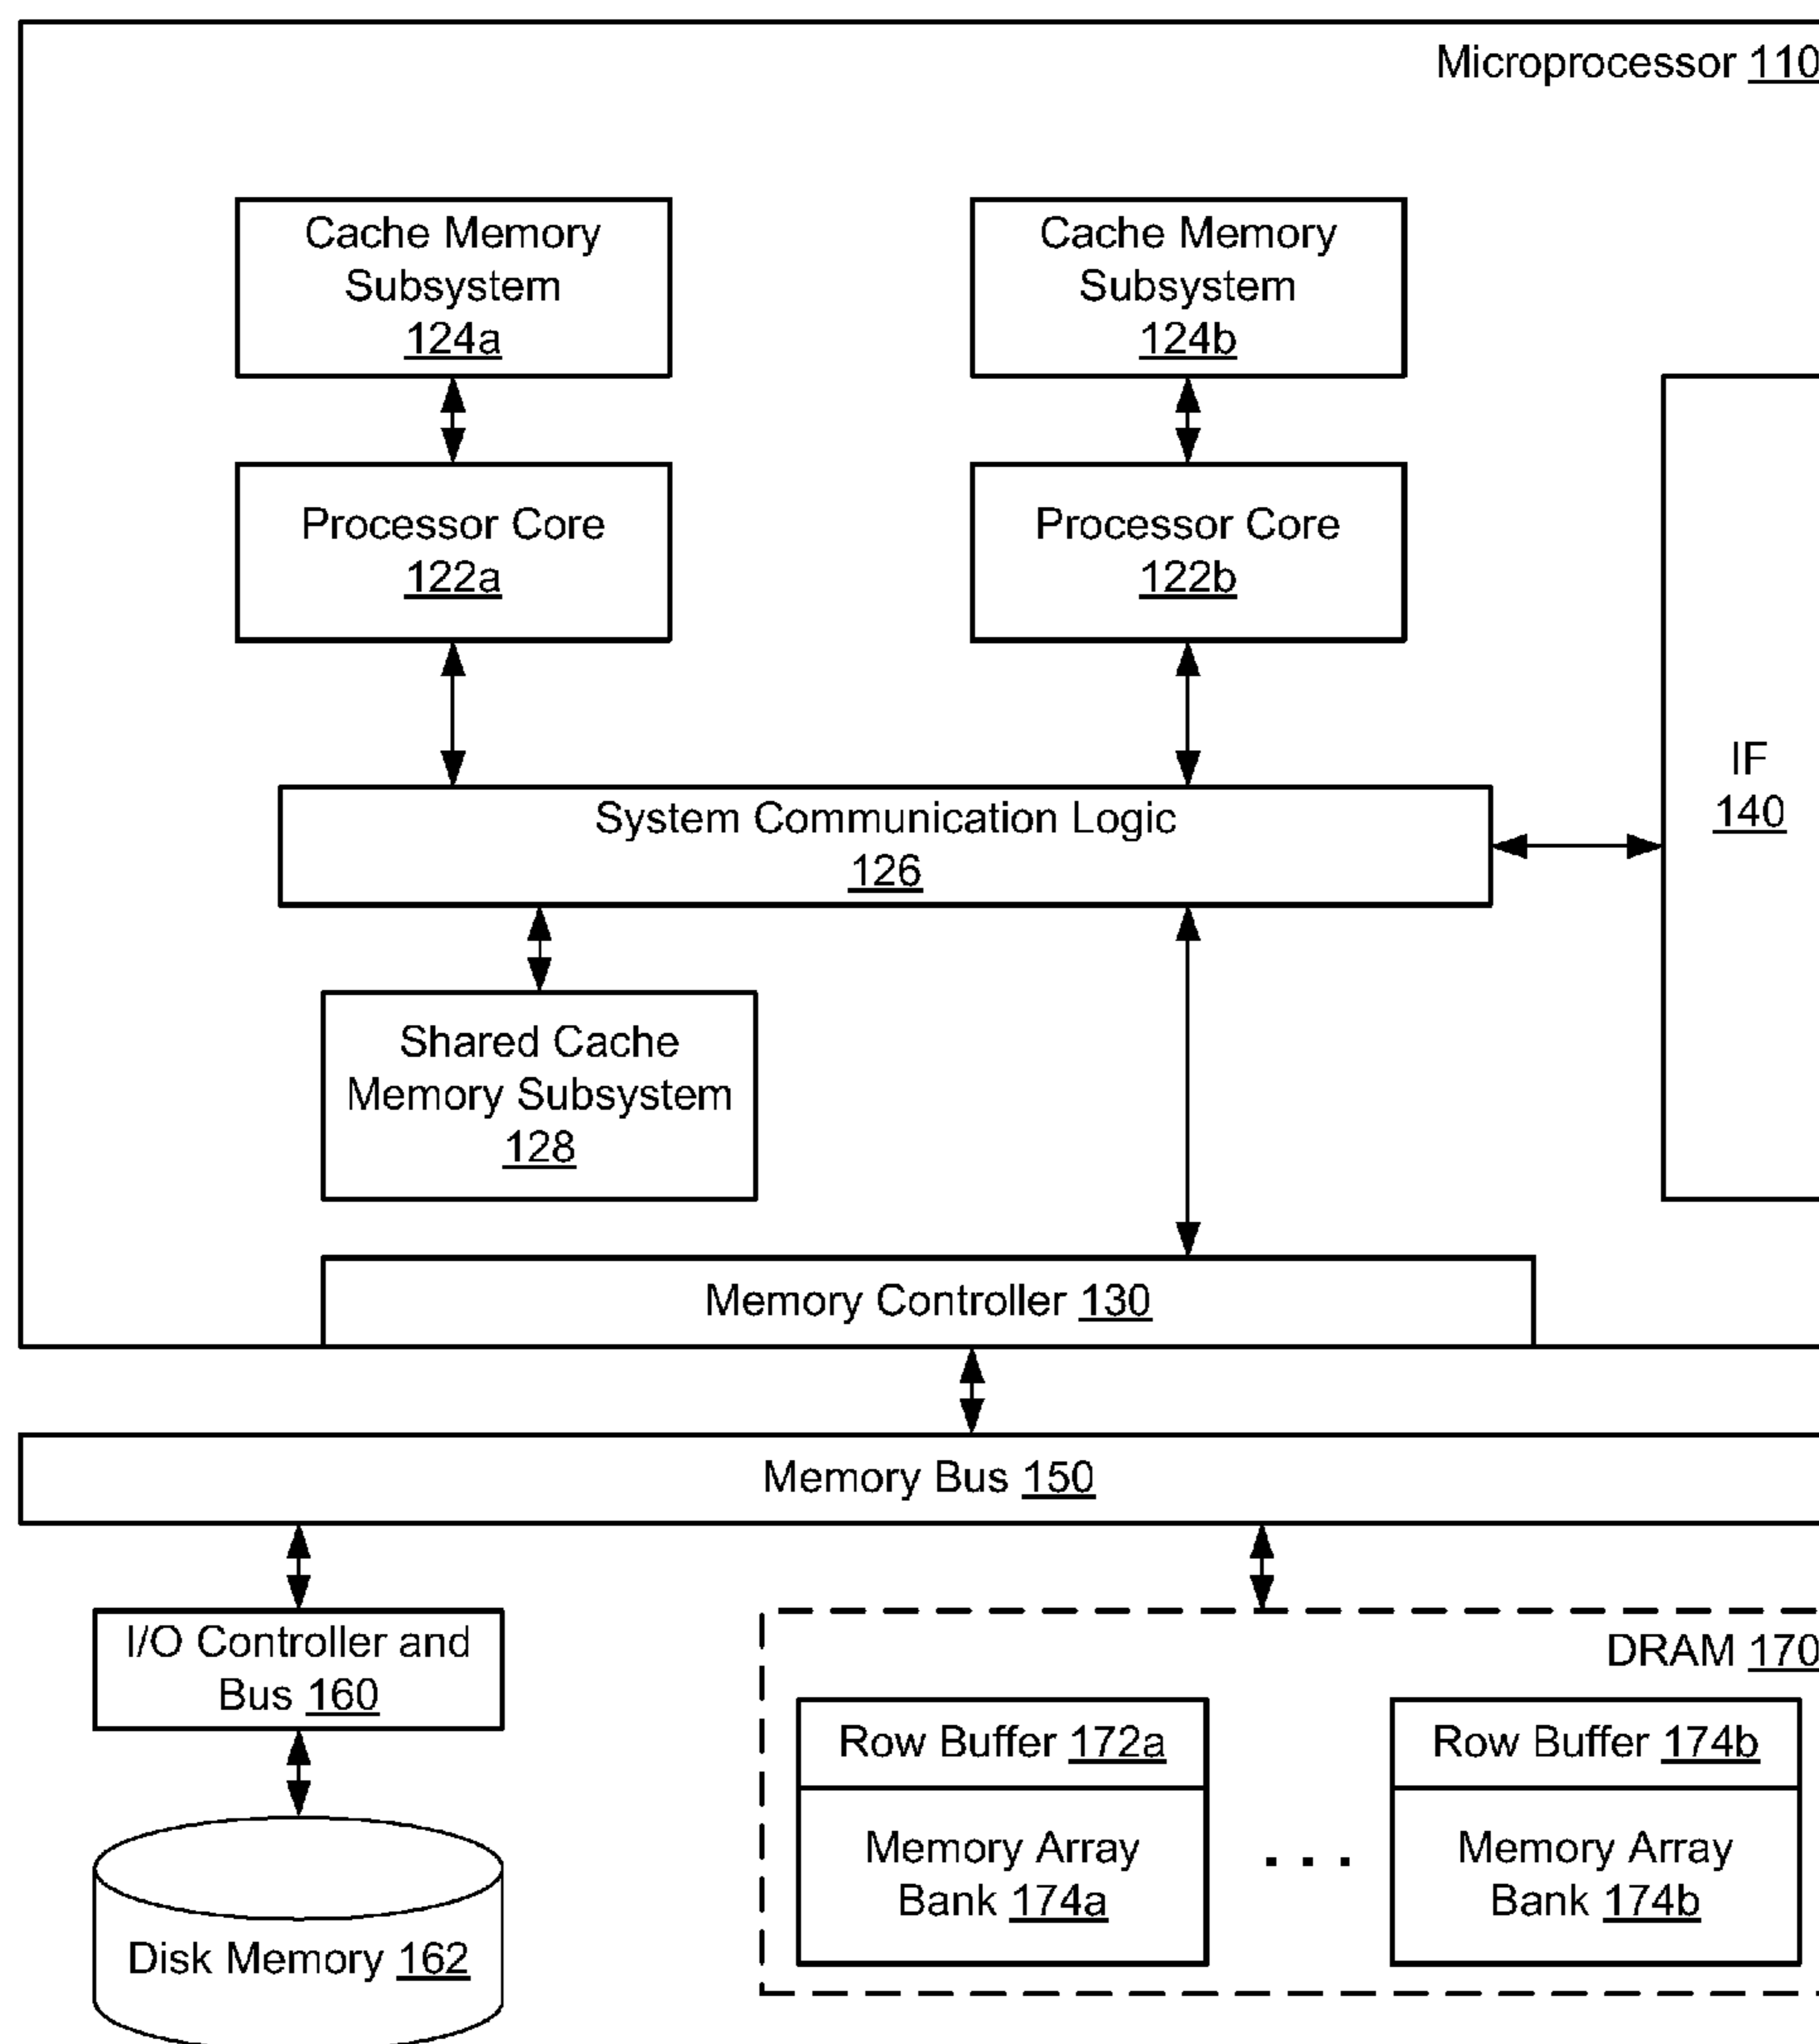 Microprocessor 110
Cache Memory
Subsystem
124a
Cache Memory
Subsystem
124b
Processor Core
122a
Processor Core
122b
IF
140
System Communication Logic
126
Shared Cache
Memory Subsystem
128
Memory Controller 130
Memory Bus 150
I/O Controller and
Bus 160
DRAM 170
Row Buffer 172a
Row Buffer 174b
Memory Array
Bank 174a
. . .
Memory Array
Bank 174b
Disk Memory 162